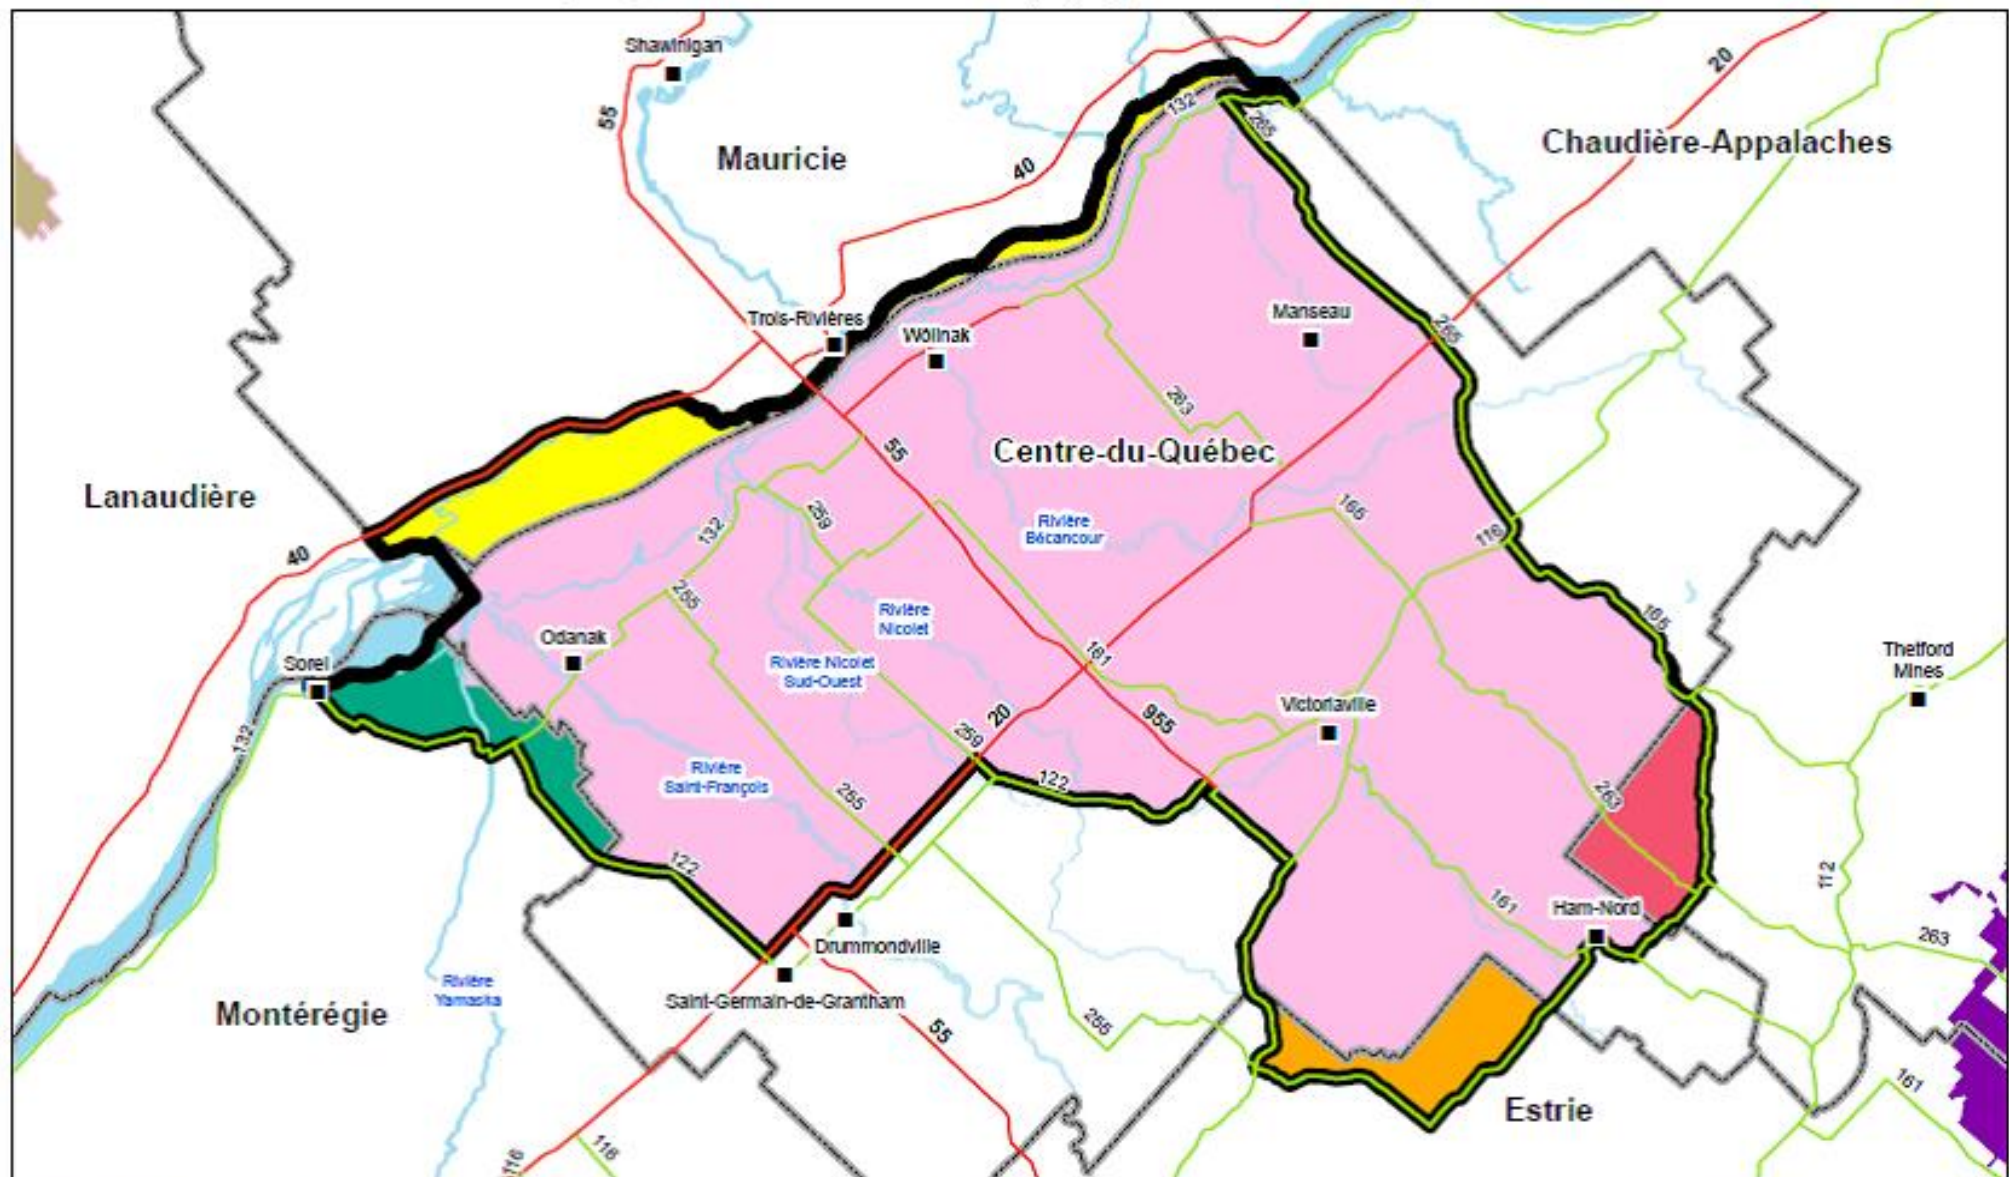 Shawinigan
20
55
132
265
Chaudière-Appalaches
Mauricie
40
Trois-Rivières
Wôlinak
Manseau
265
263
55
Centre-du-Québec
Lanaudière
259
165
Rivière
Bécancour
132
116
40
255
Rivière
Nicolet
165
Odanak
161
Thetford
Mines
Sorel
Rivière Nicolet
Sud-Ouest
Victoriaville
20
955
132
259
Rivière
Saint-François
122
255
263
122
112
161
Ham-Nord
Drummondville
263
Saint-Germain-de-Grantham
Rivière
Yamaska
Montérégie
255
55
161
Estrie
116
116